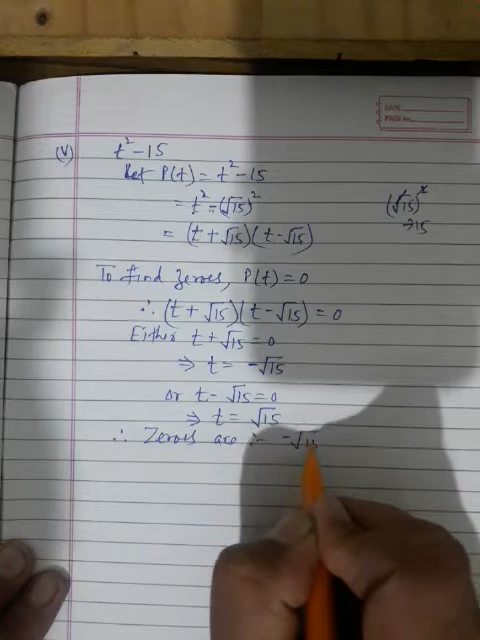 DATE
PAGE No.
(V) t²-15
Let P(t) = t²-15
= t² - (√15)²
= (t + √15)(t - √15)
(√15)²
→ 15
To find zeroes, P(t) = 0
∴ (t + √15)(t - √15) = 0
Either t + √15 = 0
⇒ t = -√15
or t - √15 = 0
⇒ t = √15
∴ Zeroes are :- -√15